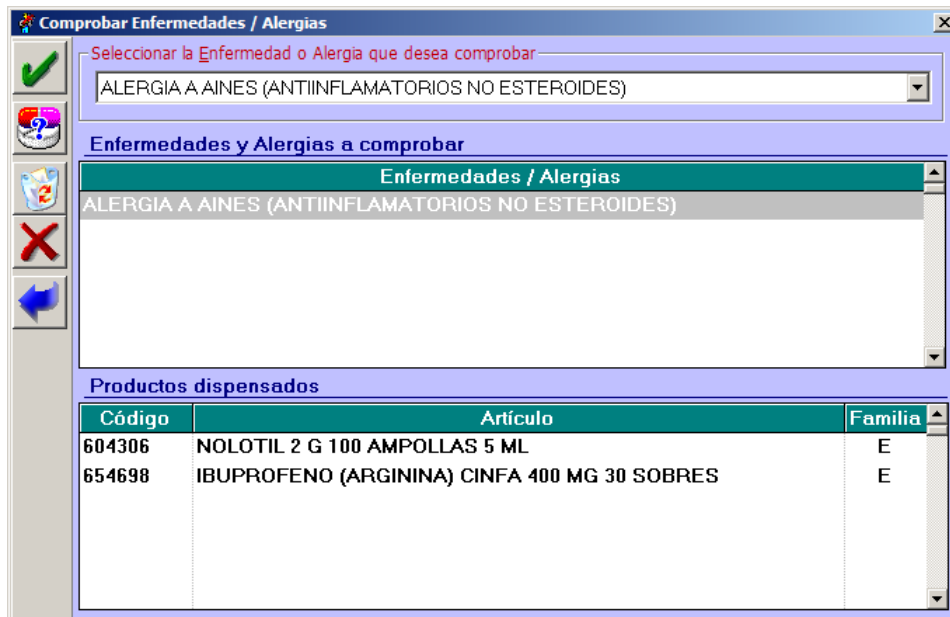 Comprobar Enfermedades / Alergias
Seleccionar la Enfermedad o Alergia que desea comprobar
ALERGIA A AINES (ANTIINFLAMATORIOS NO ESTEROIDES)
Enfermedades y Alergias a comprobar
Enfermedades / Alergias
ALERGIA A AINES (ANTIINFLAMATORIOS NO ESTEROIDES)
Productos dispensados
Código Artículo Familia
604306 NOLOTIL 2 G 100 AMPOLLAS 5 ML E
654698 IBUPROFENO (ARGININA) CINFA 400 MG 30 SOBRES E